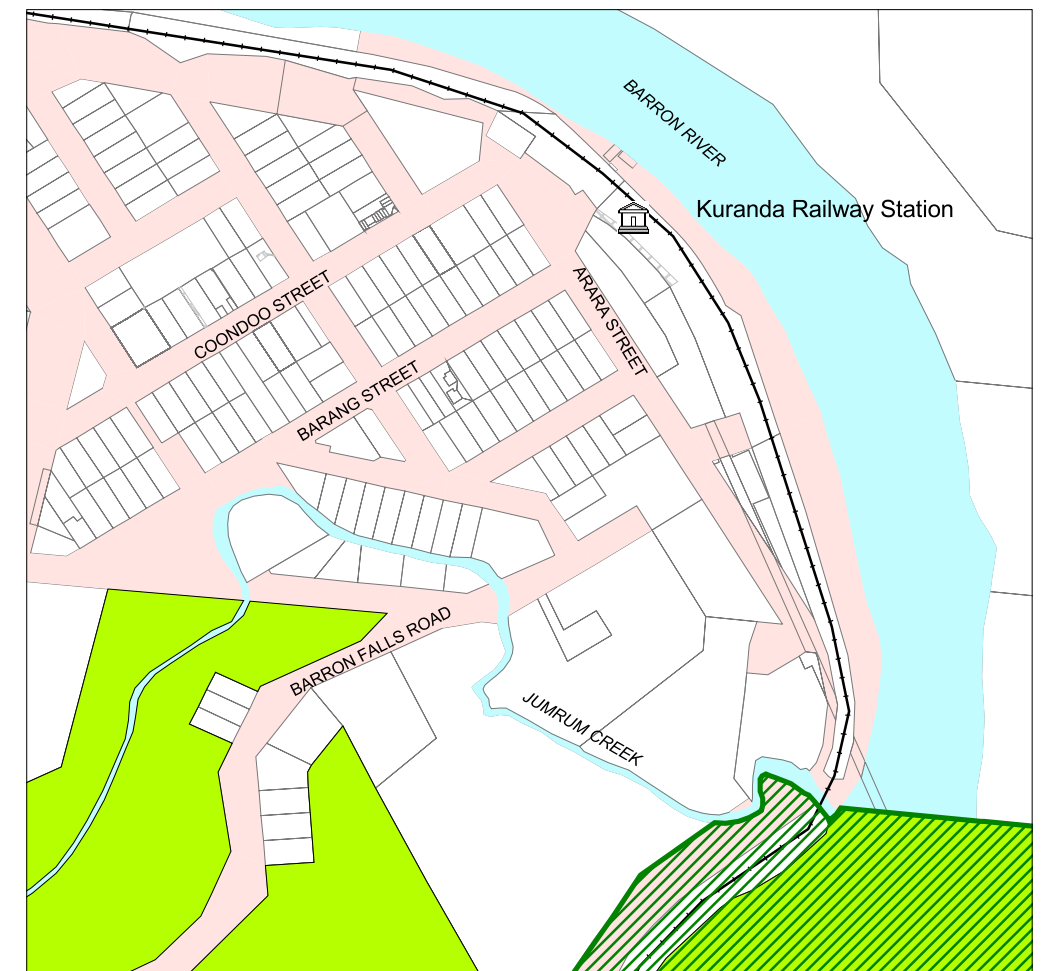 BARRON RIVER
Kuranda Railway Station
COONDOO STREET
ARARA STREET
BARANG STREET
BARRON FALLS ROAD
JUMRUM CREEK